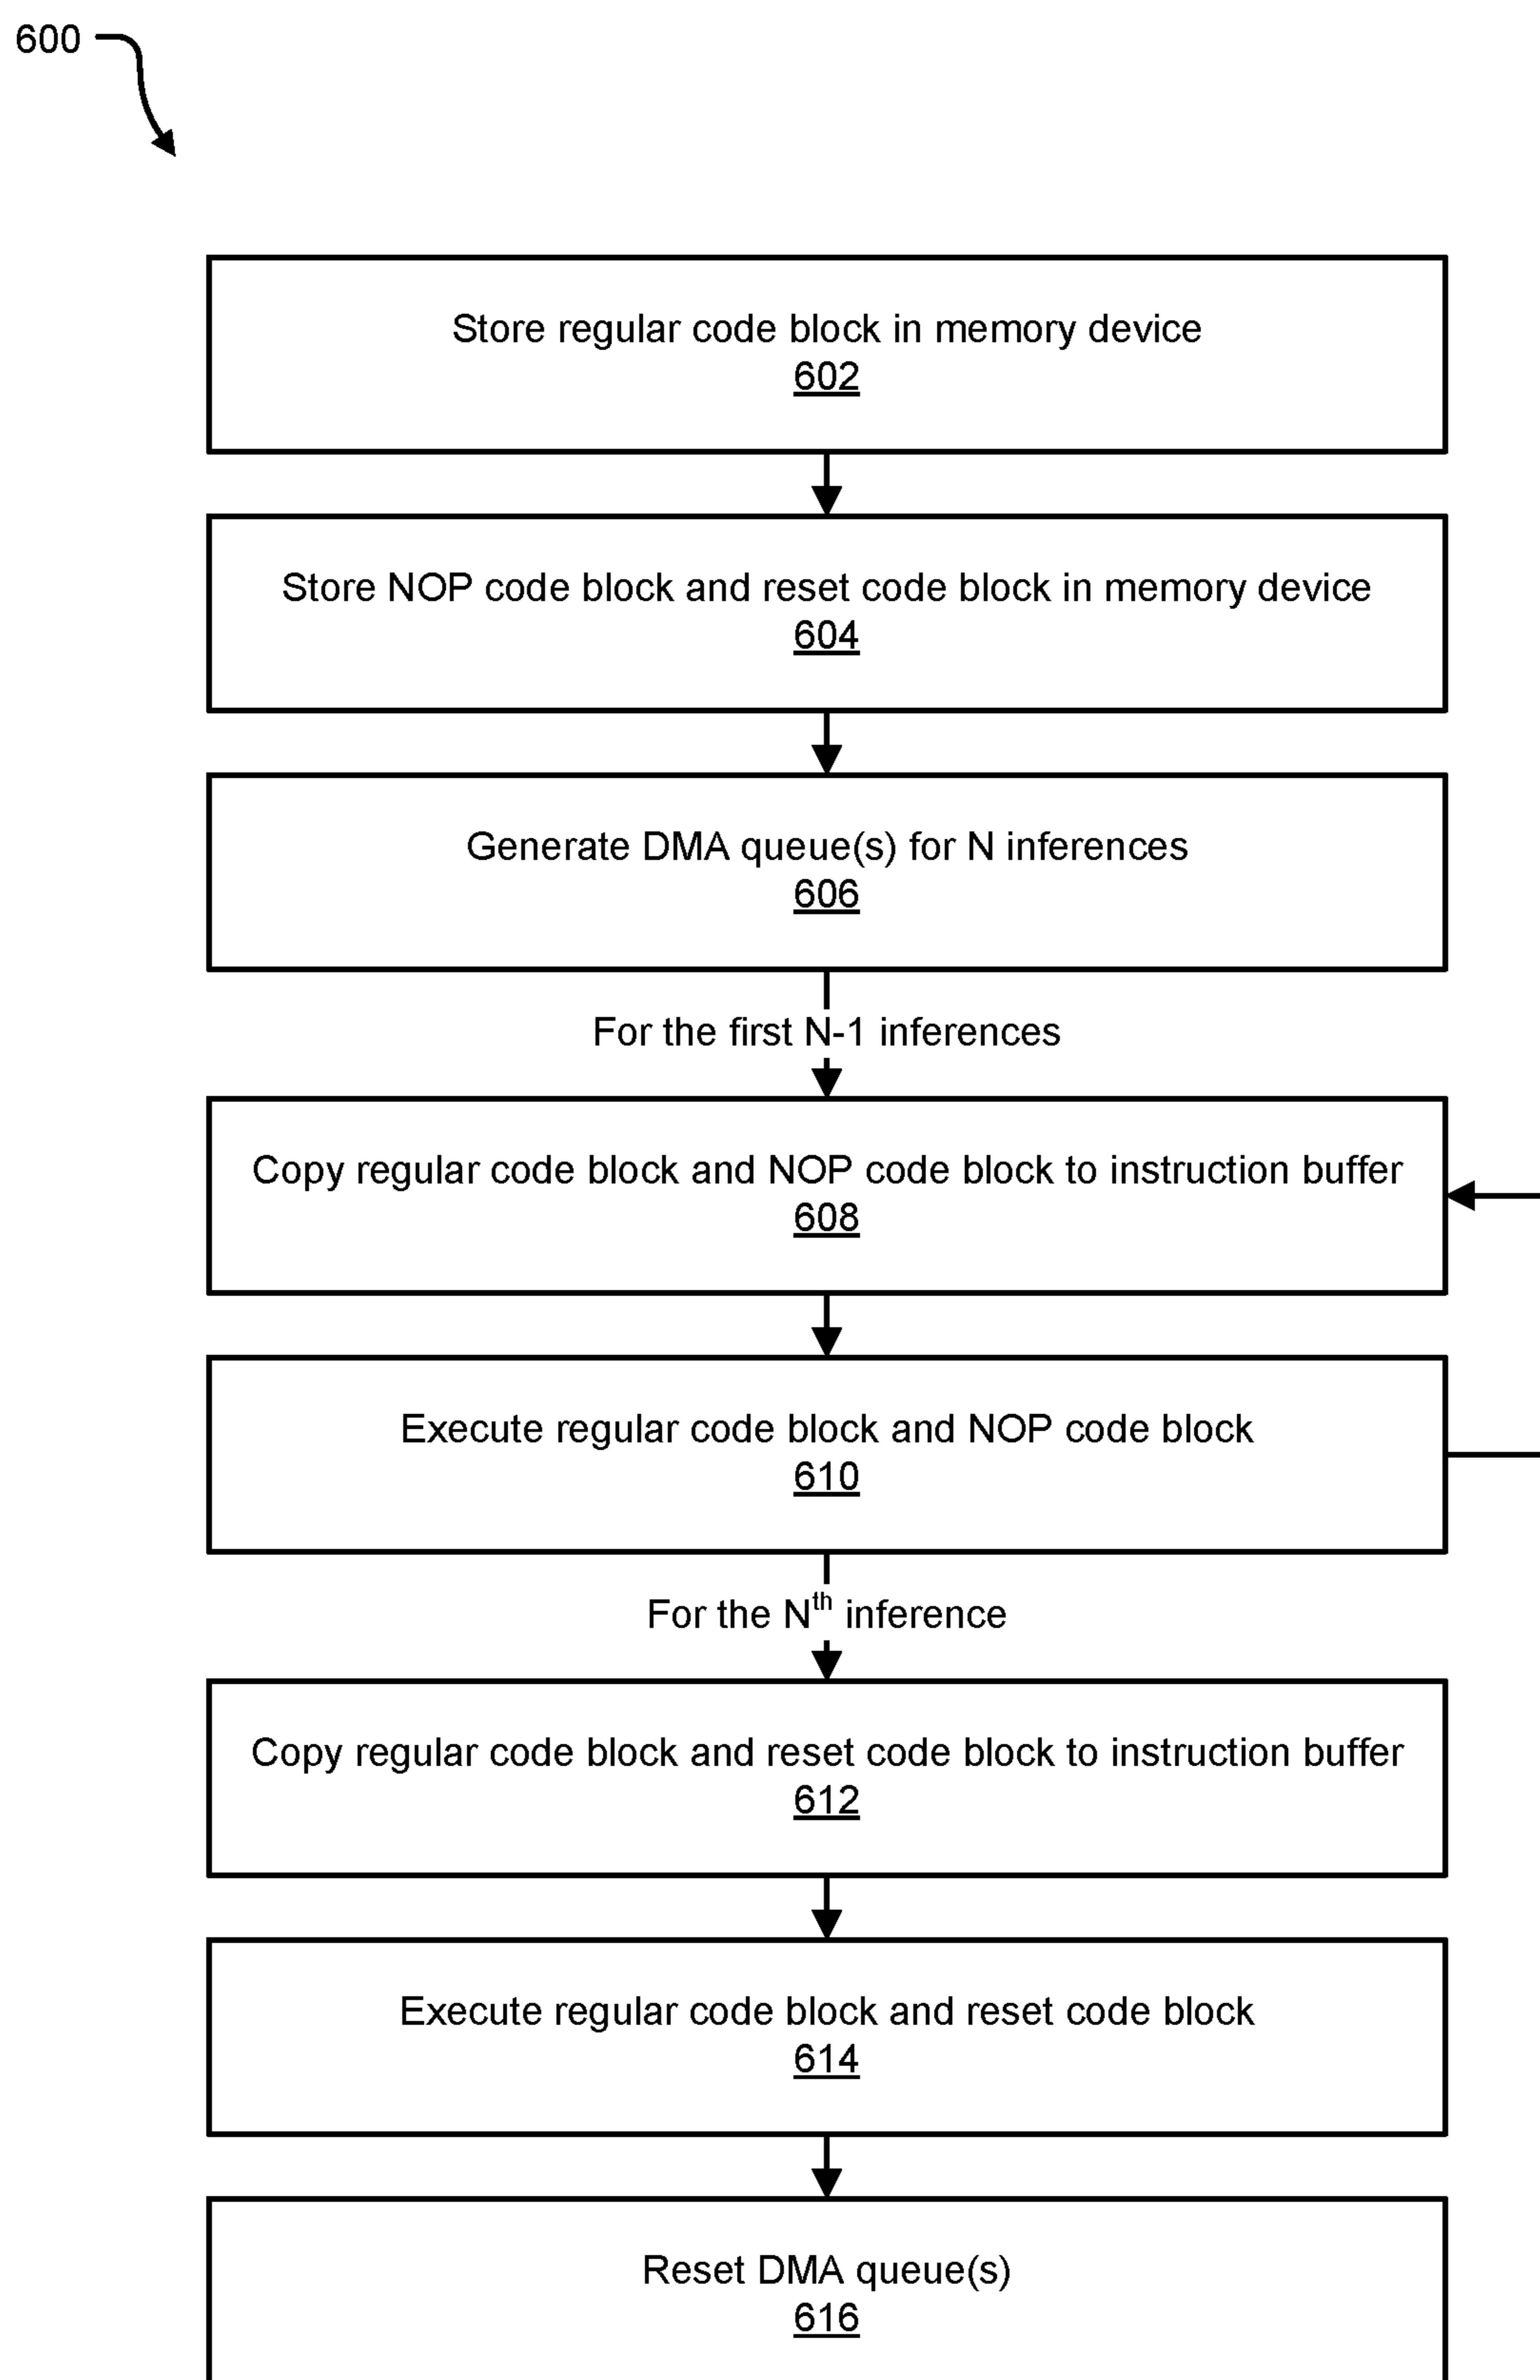 600
Store regular code block in memory device
602
Store NOP code block and reset code block in memory device
604
Generate DMA queue(s) for N inferences
606
For the first N-1 inferences
Copy regular code block and NOP code block to instruction buffer
608
Execute regular code block and NOP code block
610
For the Nth inference
Copy regular code block and reset code block to instruction buffer
612
Execute regular code block and reset code block
614
Reset DMA queue(s)
616